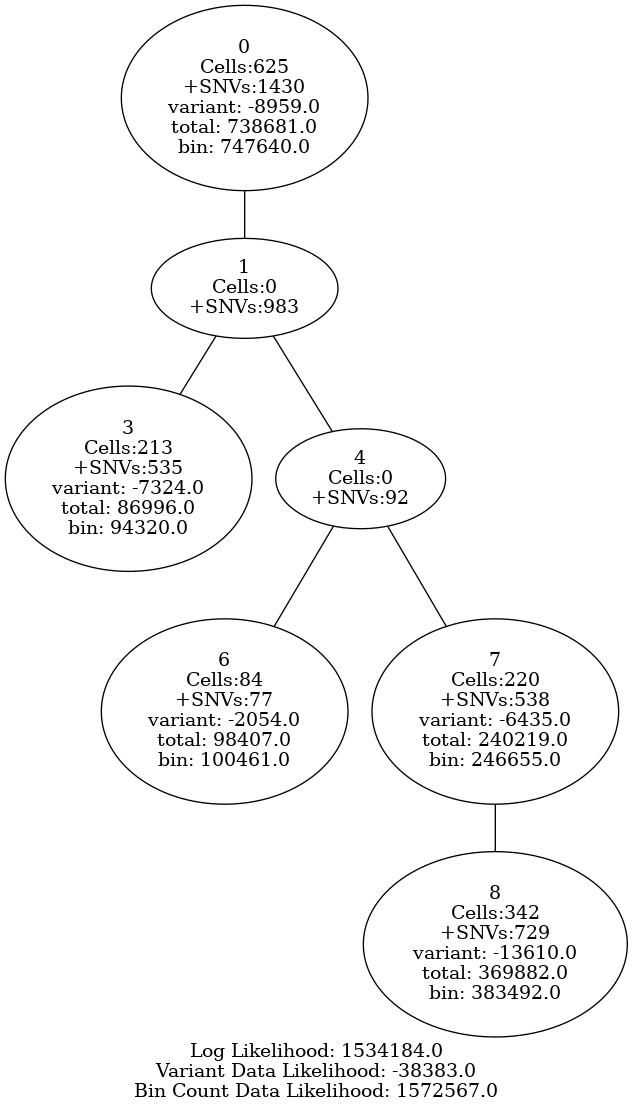 0
Cells:625
+SNVs:1430
variant: -8959.0
total: 738681.0
bin: 747640.0
1
Cells:0
+SNVs:983
3
Cells:213
+SNVs:535
variant: -7324.0
total: 86996.0
bin: 94320.0
4
Cells:0
+SNVs:92
6
Cells:84
+SNVs:77
variant: -2054.0
total: 98407.0
bin: 100461.0
7
Cells:220
+SNVs:538
variant: -6435.0
total: 240219.0
bin: 246655.0
8
Cells:342
+SNVs:729
variant: -13610.0
total: 369882.0
bin: 383492.0
Log Likelihood: 1534184.0
Variant Data Likelihood: -38383.0
Bin Count Data Likelihood: 1572567.0